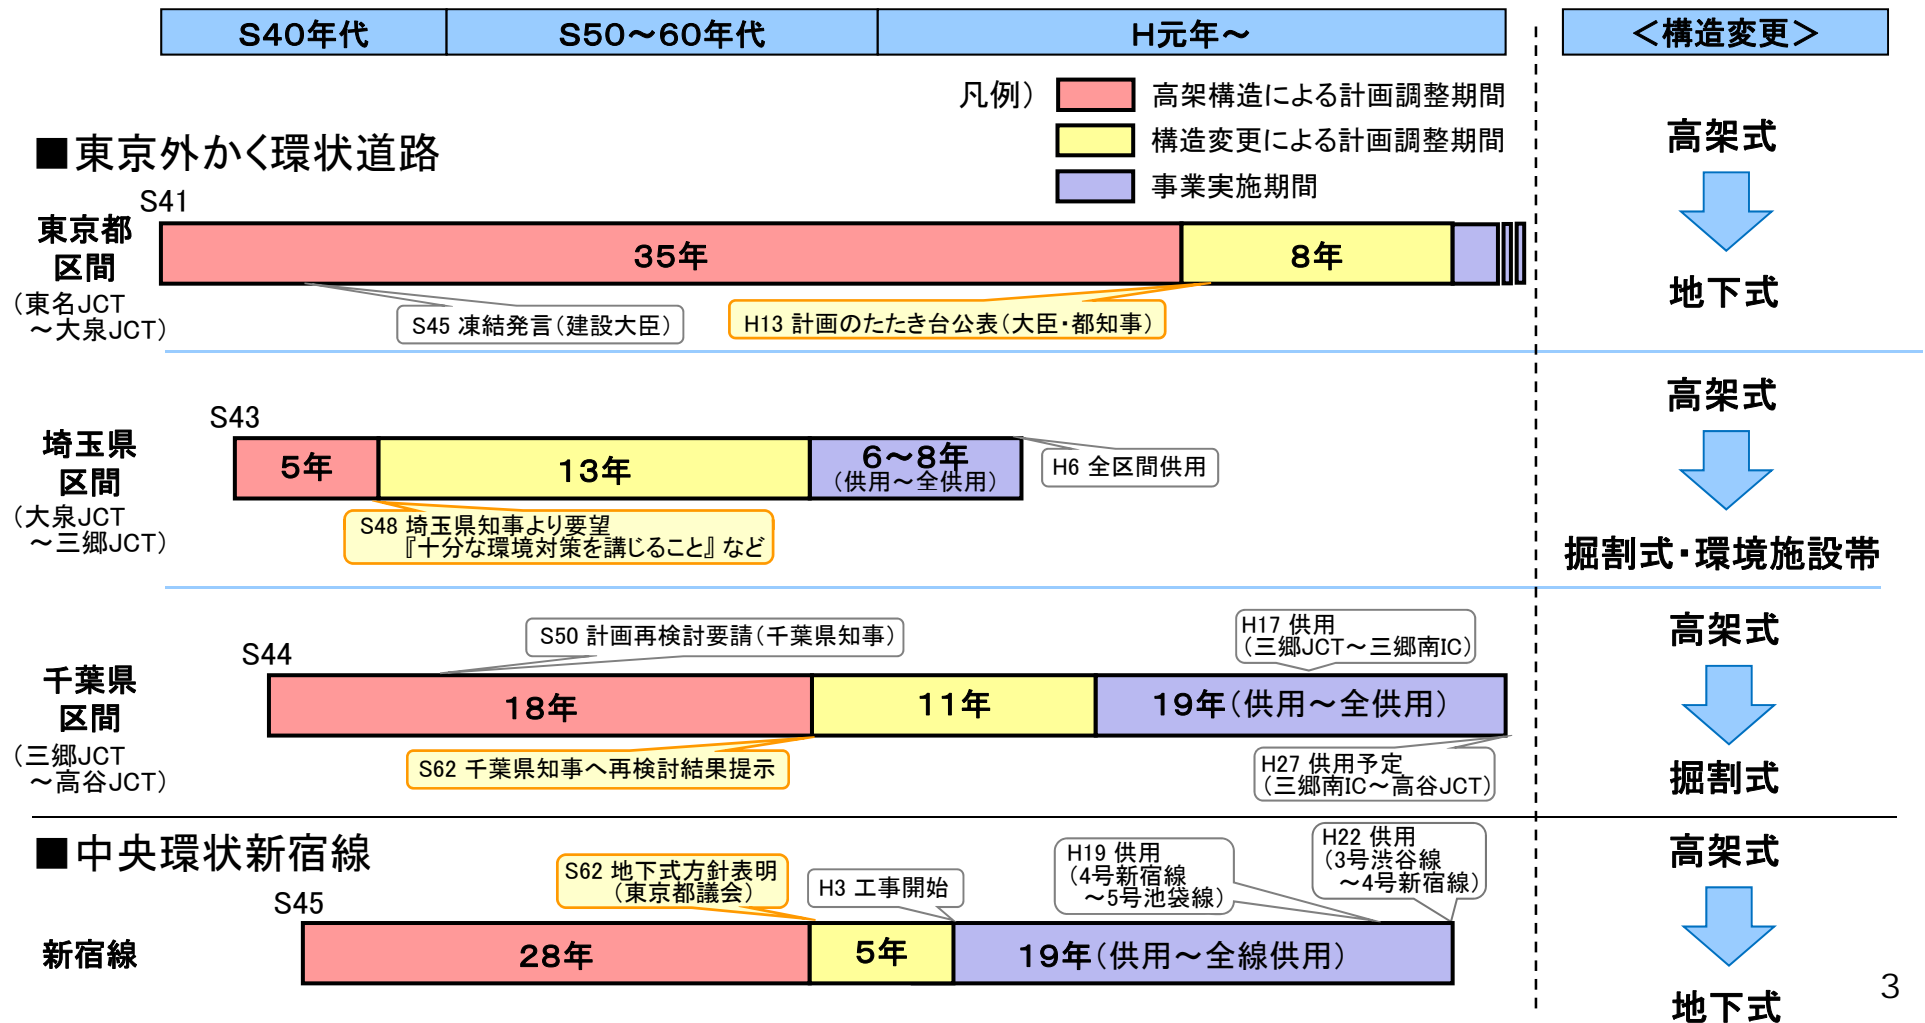 S40年代
S50～60年代
H元年～
＜構造変更＞
凡例）
高架構造による計画調整期間
構造変更による計画調整期間
事業実施期間
■東京外かく環状道路
S41
東京都
区間
（東名JCT
～大泉JCT）
35年
8年
S45 凍結発言（建設大臣）
H13 計画のたたき台公表（大臣・都知事）
高架式
地下式
S43
埼玉県
区間
（大泉JCT
～三郷JCT）
5年
13年
6～8年
（供用～全供用）
H6 全区間供用
S48 埼玉県知事より要望
『十分な環境対策を講じること』 など
高架式
掘割式・環境施設帯
S50 計画再検討要請（千葉県知事）
H17 供用
（三郷JCT～三郷南IC）
S44
千葉県
区間
（三郷JCT
～高谷JCT）
18年
11年
19年（供用～全供用）
S62 千葉県知事へ再検討結果提示
H27 供用予定
（三郷南IC～高谷JCT）
高架式
掘割式
■中央環状新宿線
S62 地下式方針表明
（東京都議会）
H3 工事開始
H19 供用
（4号新宿線
～5号池袋線）
H22 供用
（3号渋谷線
～4号新宿線）
S45
新宿線
28年
5年
19年（供用～全線供用）
高架式
地下式
3